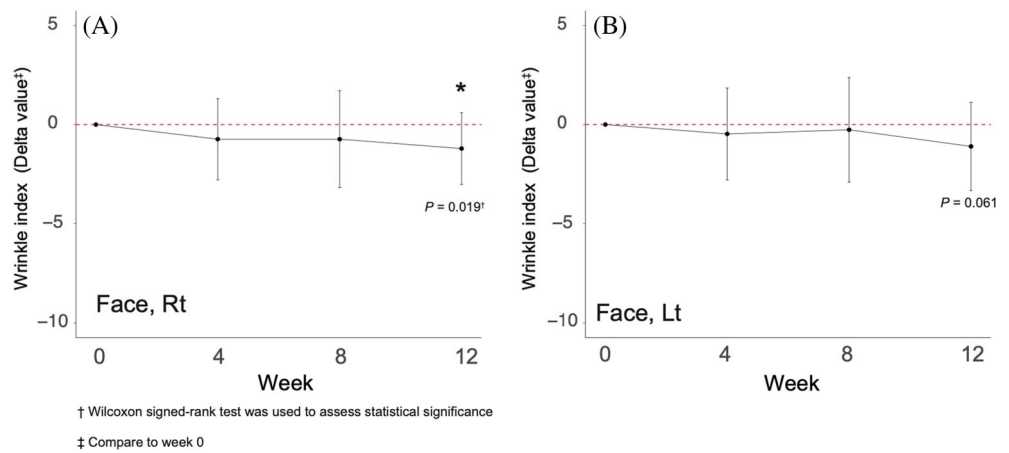 (A)
5
0
−5
−10
Wrinkle index (Delta value‡)
*
P = 0.019†
Face, Rt
0 4 8 12
Week
(B)
5
0
−5
−10
Wrinkle index (Delta value‡)
P = 0.061
Face, Lt
0 4 8 12
Week
† Wilcoxon signed-rank test was used to assess statistical significance
‡ Compare to week 0